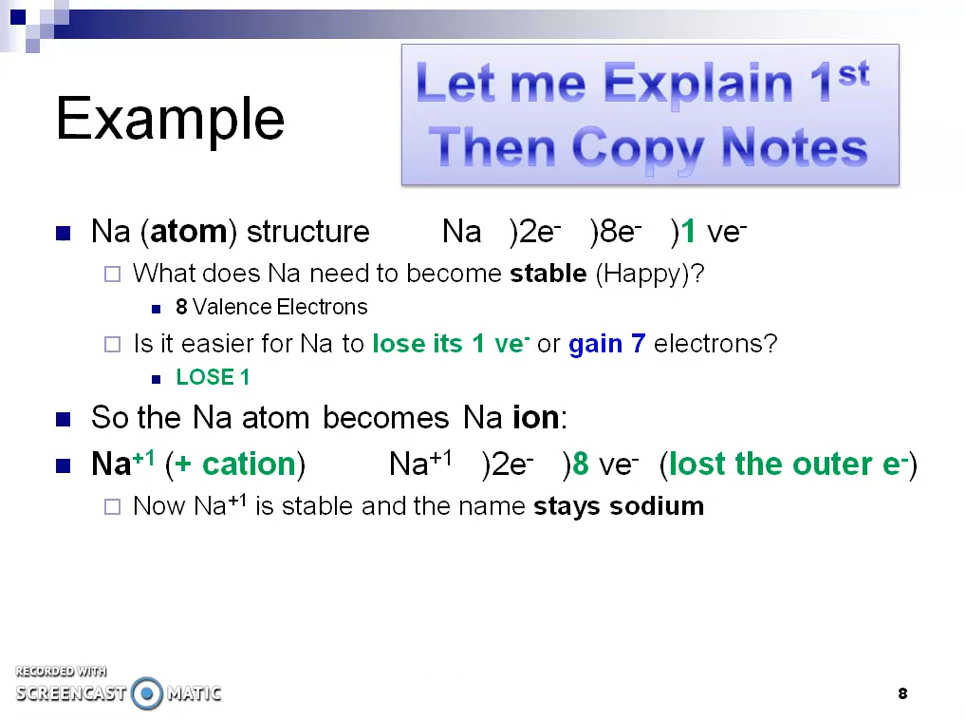 Let me Explain 1st
Then Copy Notes
Example
Na (atom) structure Na )2e- )8e- )1 ve-
What does Na need to become stable (Happy)?
8 Valence Electrons
Is it easier for Na to lose its 1 ve- or gain 7 electrons?
LOSE 1
So the Na atom becomes Na ion:
Na+1 (+ cation) Na+1 )2e- )8 ve- (lost the outer e-)
Now Na+1 is stable and the name stays sodium
RECORDED WITH
SCREENCAST MATIC
8